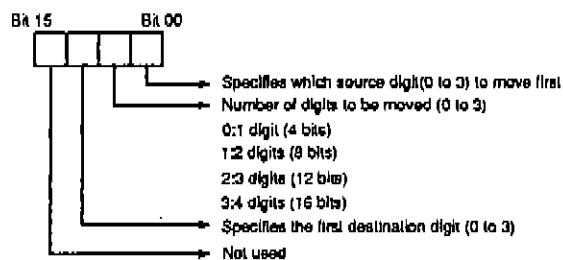 Bit 15 Bit 00
Specifies which source digit(0 to 3) to move first
Number of digits to be moved (0 to 3)
0:1 digit (4 bits)
1:2 digits (8 bits)
2:3 digits (12 bits)
3:4 digits (16 bits)
Specifies the first destination digit (0 to 3)
Not used